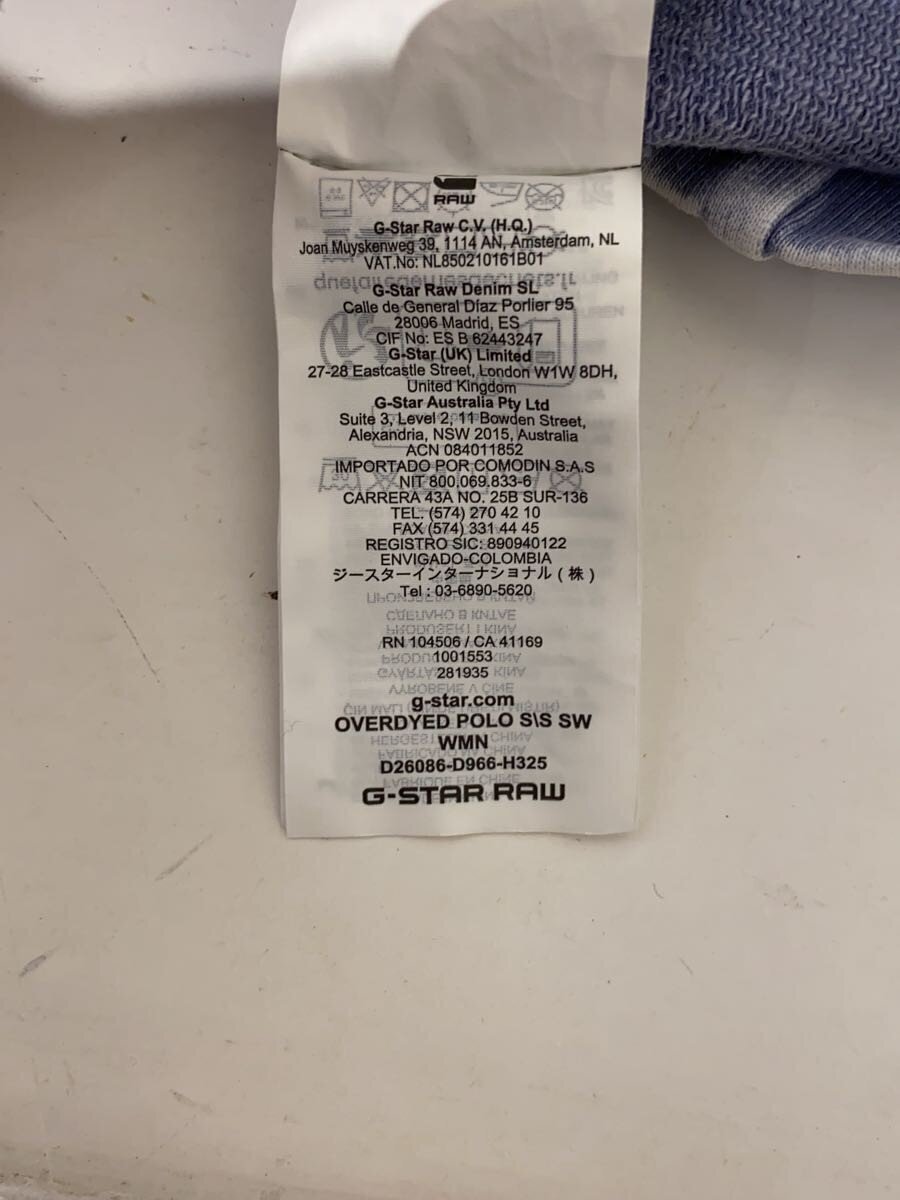 RAW
G-Star Raw C.V. (H.Q.)
Joan Muyskenweg 39, 1114 AN, Amsterdam, NL
VAT.No: NL850210161B01
G-Star Raw Denim SL
Calle de General Díaz Porlier 95
28006 Madrid, ES
CIF No: ES B 62443247
G-Star (UK) Limited
27-28 Eastcastle Street, London W1W 8DH,
United Kingdom
G-Star Australia Pty Ltd
Suite 3, Level 2, 11 Bowden Street,
Alexandria, NSW 2015, Australia
ACN 084011852
IMPORTADO POR COMODIN S.A.S
NIT 800.069.833-6
CARRERA 43A NO. 25B SUR-136
TEL. (574) 270 42 10
FAX (574) 331 44 45
REGISTRO SIC: 890940122
ENVIGADO-COLOMBIA
ジースターインターナショナル(株)
Tel : 03-6890-5620
RN 104506 / CA 41169
1001553
281935
g-star.com
OVERDYED POLO S\S SW
WMN
D26086-D966-H325
G-STAR RAW